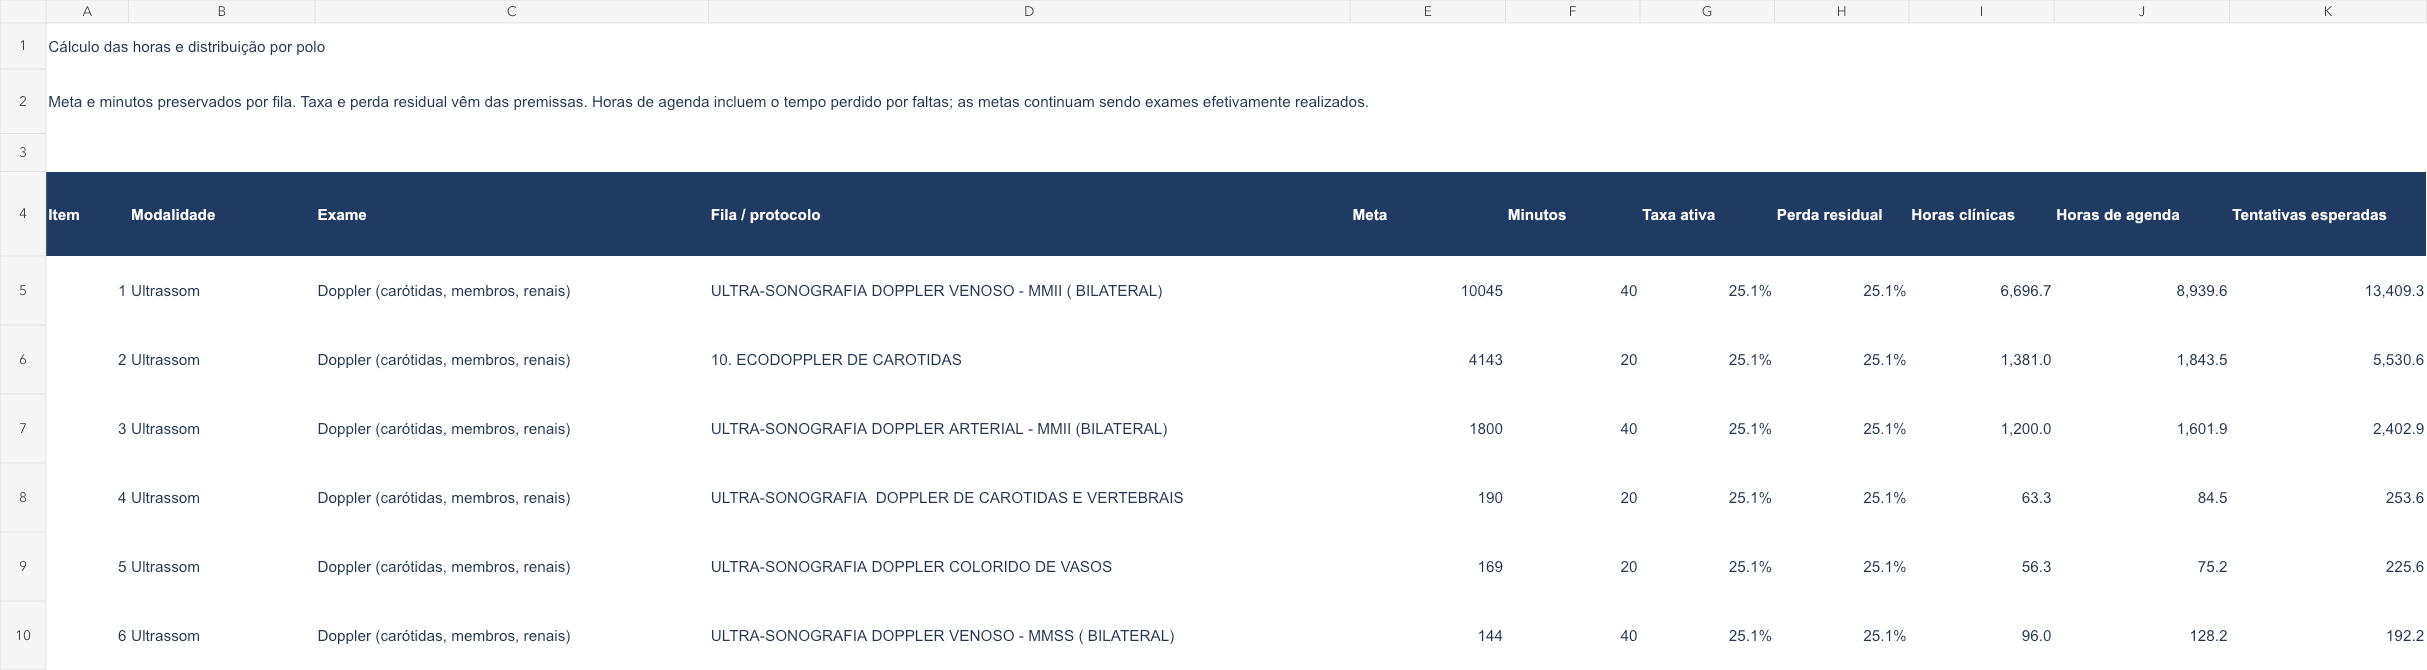 A B C D E F G H I J K
1 Cálculo das horas e distribuição por polo
2 Meta e minutos preservados por fila. Taxa e perda residual vêm das premissas. Horas de agenda incluem o tempo perdido por faltas; as metas continuam sendo exames efetivamente realizados.
3
4 Item Modalidade Exame Fila / protocolo Meta Minutos Taxa ativa Perda residual Horas clínicas Horas de agenda Tentativas esperadas
5 1 Ultrassom Doppler (carótidas, membros, renais) ULTRA-SONOGRAFIA DOPPLER VENOSO - MMII ( BILATERAL) 10045 40 25.1% 25.1% 6,696.7 8,939.6 13,409.3
6 2 Ultrassom Doppler (carótidas, membros, renais) 10. ECODOPPLER DE CAROTIDAS 4143 20 25.1% 25.1% 1,381.0 1,843.5 5,530.6
7 3 Ultrassom Doppler (carótidas, membros, renais) ULTRA-SONOGRAFIA DOPPLER ARTERIAL - MMII (BILATERAL) 1800 40 25.1% 25.1% 1,200.0 1,601.9 2,402.9
8 4 Ultrassom Doppler (carótidas, membros, renais) ULTRA-SONOGRAFIA  DOPPLER DE CAROTIDAS E VERTEBRAIS 190 20 25.1% 25.1% 63.3 84.5 253.6
9 5 Ultrassom Doppler (carótidas, membros, renais) ULTRA-SONOGRAFIA DOPPLER COLORIDO DE VASOS 169 20 25.1% 25.1% 56.3 75.2 225.6
10 6 Ultrassom Doppler (carótidas, membros, renais) ULTRA-SONOGRAFIA DOPPLER VENOSO - MMSS ( BILATERAL) 144 40 25.1% 25.1% 96.0 128.2 192.2